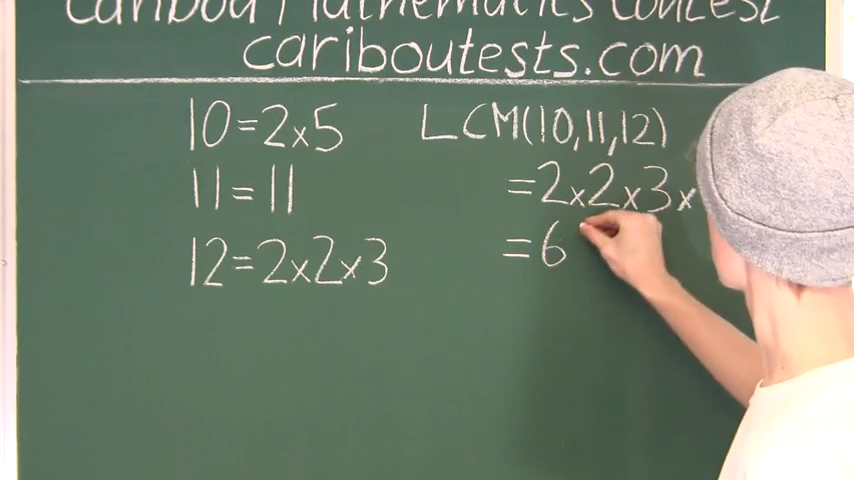 Caribou Mathematics Contest
cariboutests.com
10=2x5
11=11
12=2x2x3
LCM(10,11,12)
=2x2x3x
=6